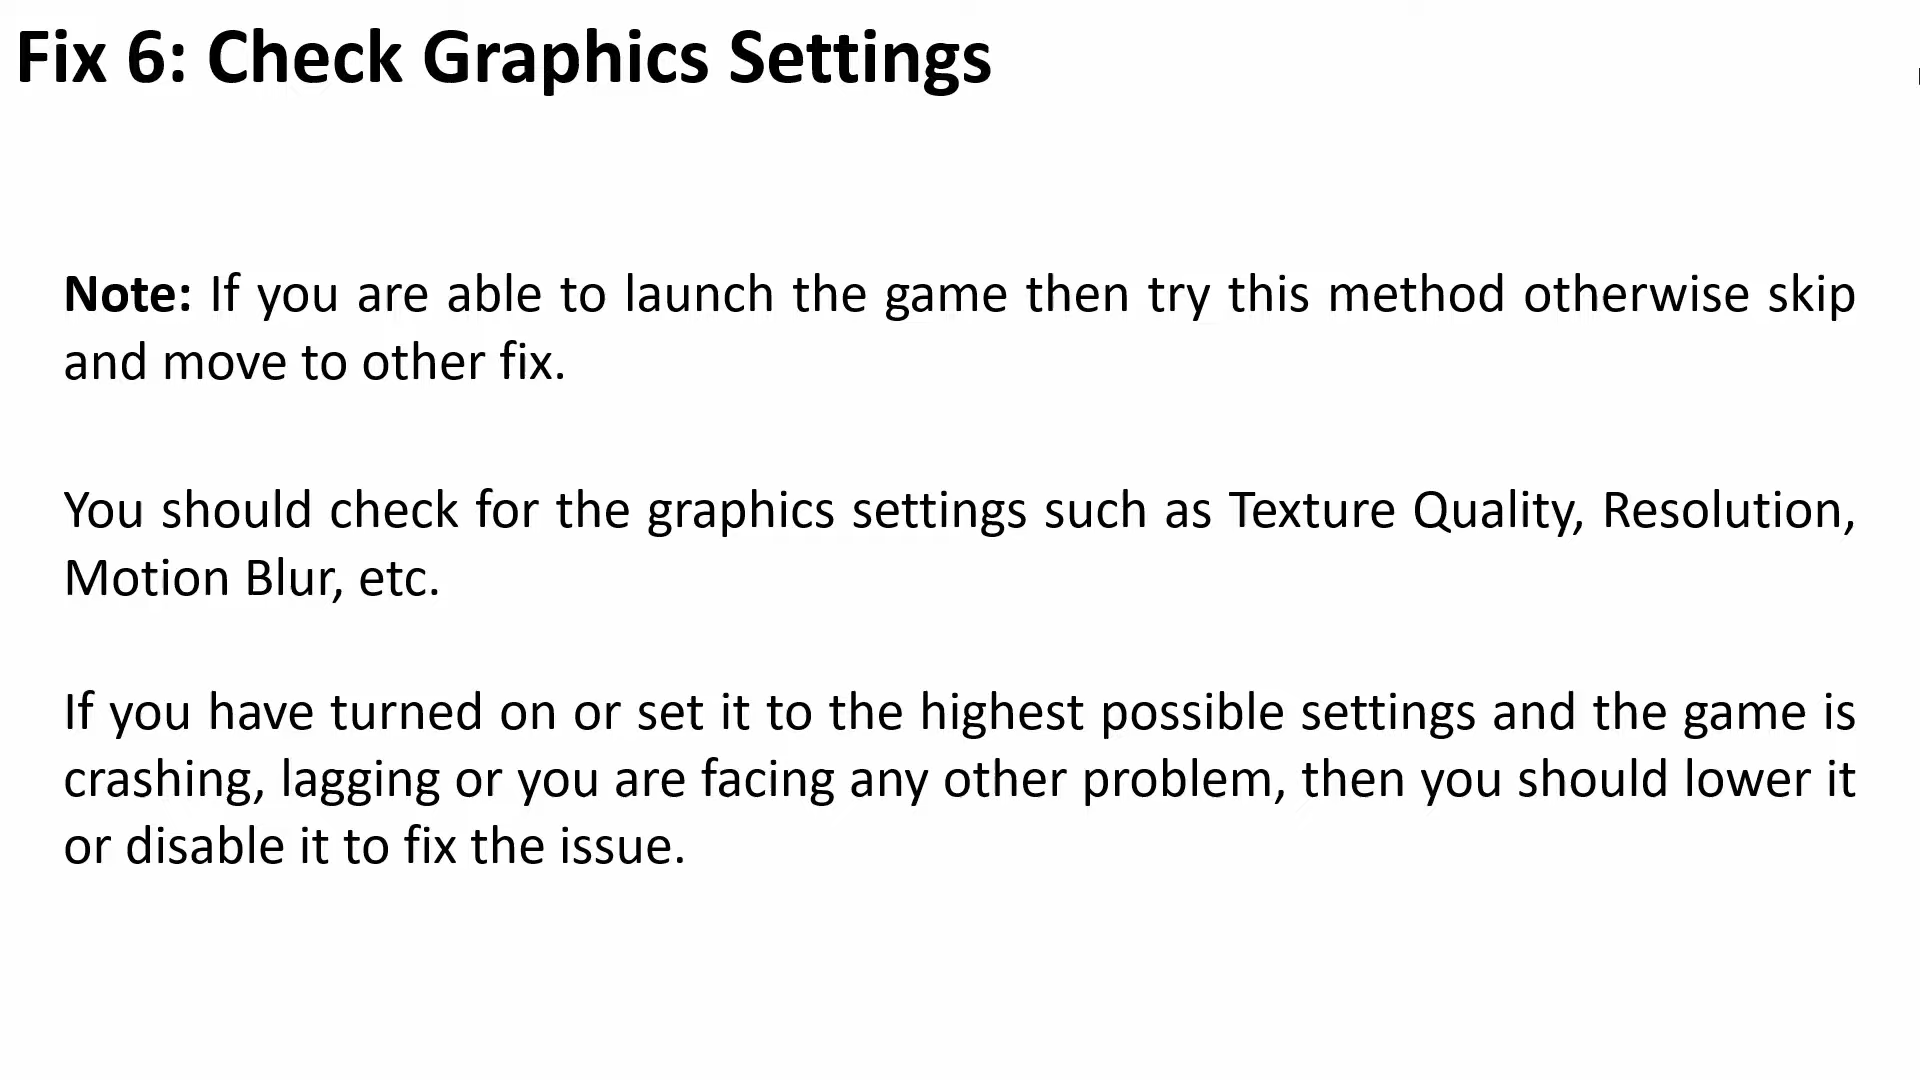 Fix 6: Check Graphics Settings
Note: If you are able to launch the game then try this method otherwise skip
and move to other fix.
You should check for the graphics settings such as Texture Quality, Resolution,
Motion Blur, etc.
If you have turned on or set it to the highest possible settings and the game is
crashing, lagging or you are facing any other problem, then you should lower it
or disable it to fix the issue.